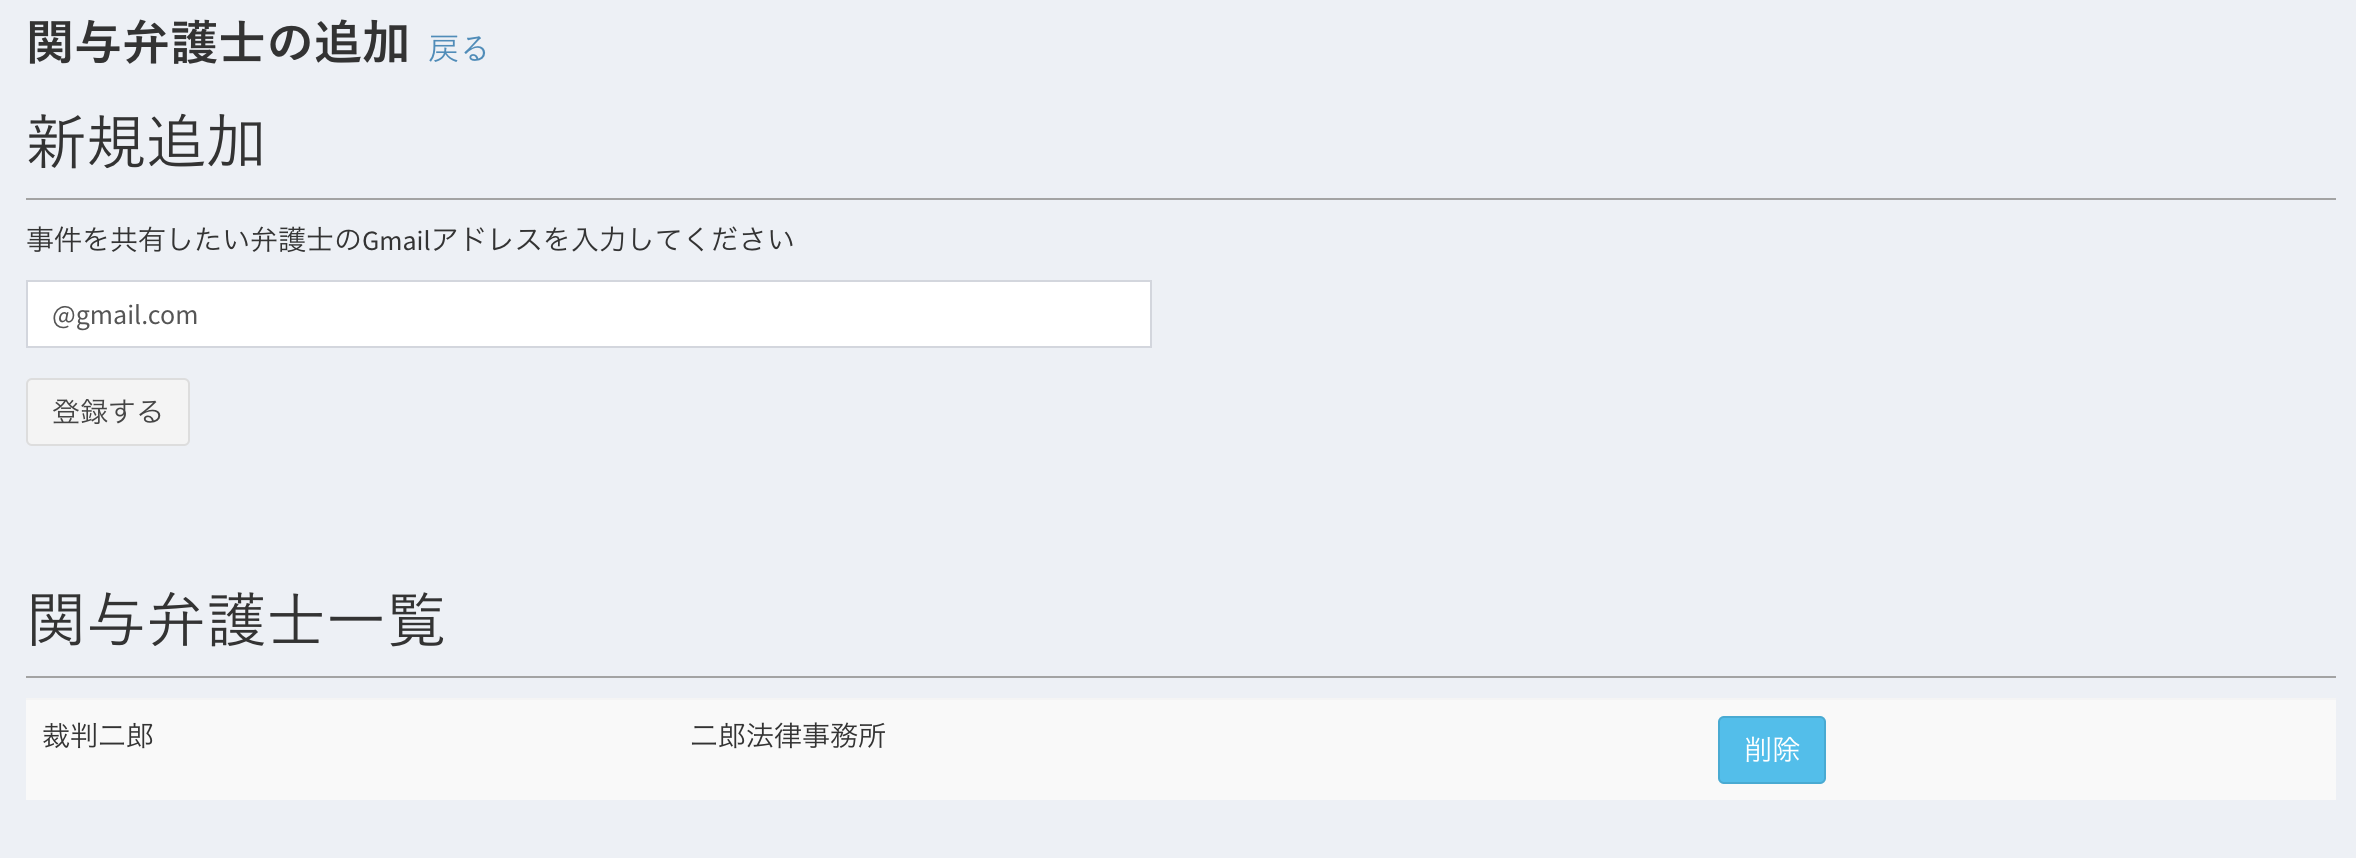 関与弁護士の追加 戻る
新規追加
事件を共有したい弁護士のGmailアドレスを入力してください
@gmail.com
登録する
関与弁護士一覧
裁判二郎 二郎法律事務所 削除